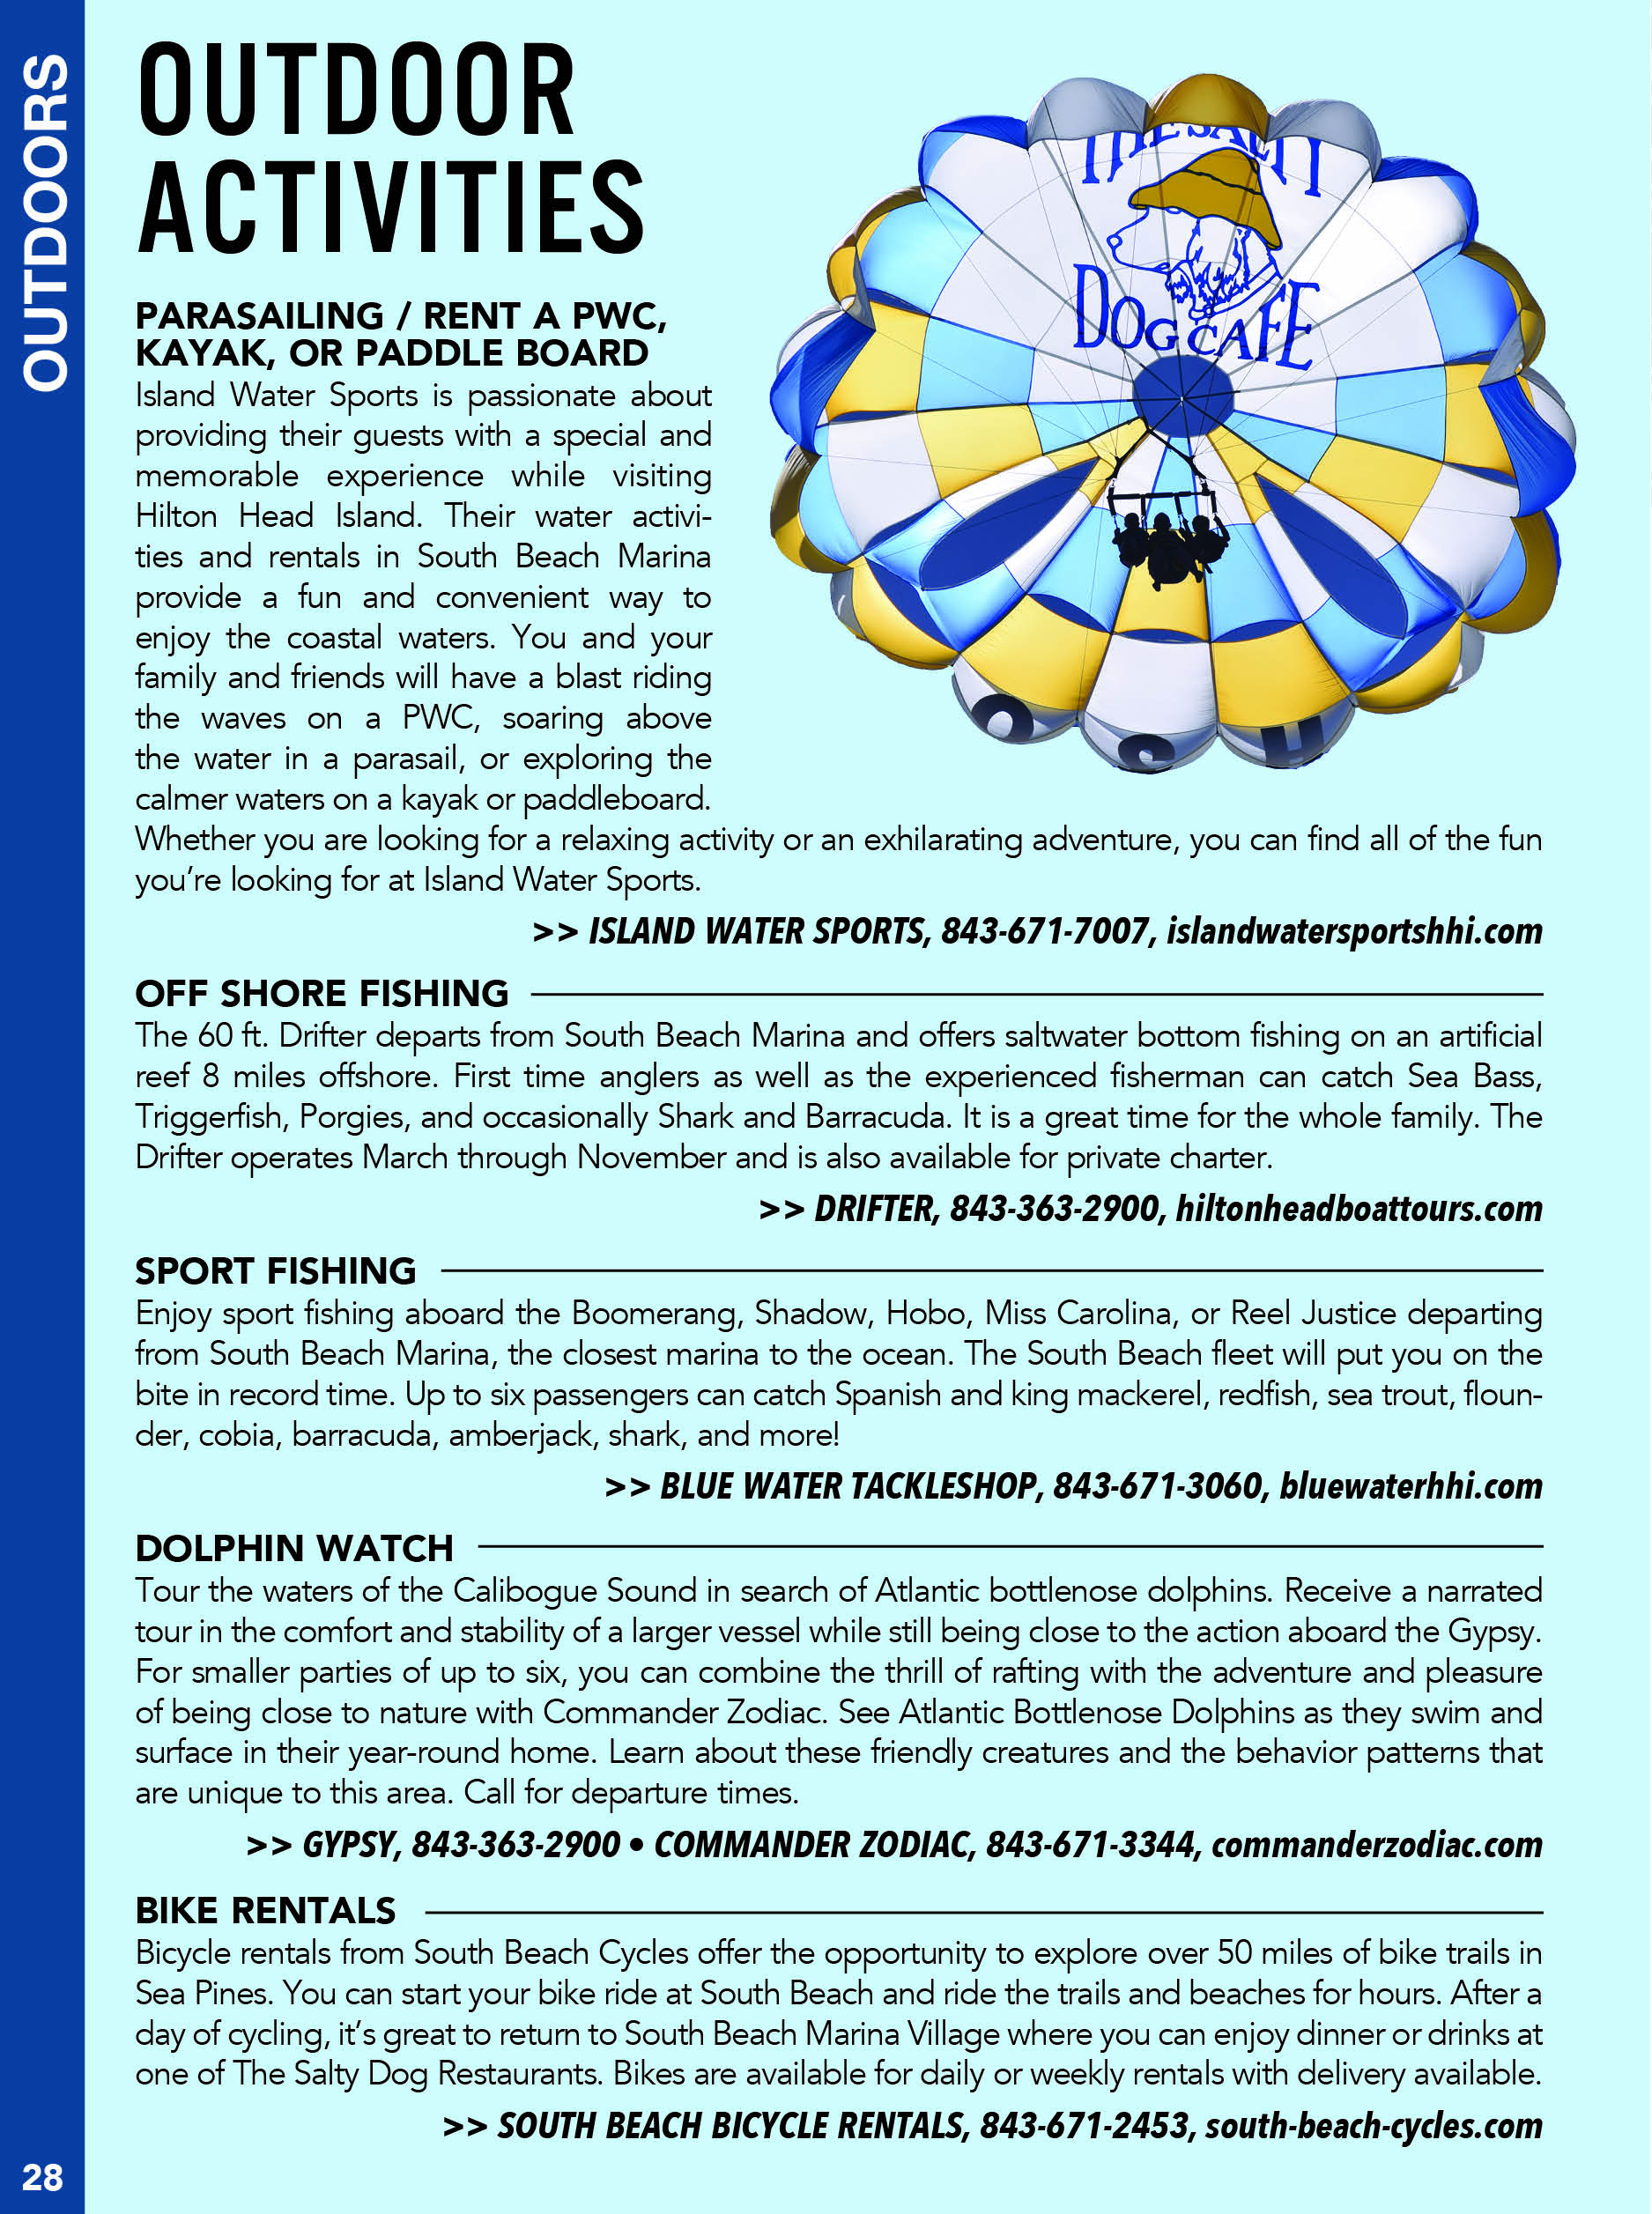 OUTDOORS
OUTDOOR
ACTIVITIES
THE SALTY
DOG CAFE
O C H
PARASAILING / RENT A PWC,
KAYAK, OR PADDLE BOARD
Island Water Sports is passionate about
providing their guests with a special and
memorable experience while visiting
Hilton Head Island. Their water activi-
ties and rentals in South Beach Marina
provide a fun and convenient way to
enjoy the coastal waters. You and your
family and friends will have a blast riding
the waves on a PWC, soaring above
the water in a parasail, or exploring the
calmer waters on a kayak or paddleboard.
Whether you are looking for a relaxing activity or an exhilarating adventure, you can find all of the fun
you’re looking for at Island Water Sports.
>> ISLAND WATER SPORTS, 843-671-7007, islandwatersportshhi.com
OFF SHORE FISHING
The 60 ft. Drifter departs from South Beach Marina and offers saltwater bottom fishing on an artificial
reef 8 miles offshore. First time anglers as well as the experienced fisherman can catch Sea Bass,
Triggerfish, Porgies, and occasionally Shark and Barracuda. It is a great time for the whole family. The
Drifter operates March through November and is also available for private charter.
>> DRIFTER, 843-363-2900, hiltonheadboattours.com
SPORT FISHING
Enjoy sport fishing aboard the Boomerang, Shadow, Hobo, Miss Carolina, or Reel Justice departing
from South Beach Marina, the closest marina to the ocean. The South Beach fleet will put you on the
bite in record time. Up to six passengers can catch Spanish and king mackerel, redfish, sea trout, floun-
der, cobia, barracuda, amberjack, shark, and more!
>> BLUE WATER TACKLESHOP, 843-671-3060, bluewaterhhi.com
DOLPHIN WATCH
Tour the waters of the Calibogue Sound in search of Atlantic bottlenose dolphins. Receive a narrated
tour in the comfort and stability of a larger vessel while still being close to the action aboard the Gypsy.
For smaller parties of up to six, you can combine the thrill of rafting with the adventure and pleasure
of being close to nature with Commander Zodiac. See Atlantic Bottlenose Dolphins as they swim and
surface in their year-round home. Learn about these friendly creatures and the behavior patterns that
are unique to this area. Call for departure times.
>> GYPSY, 843-363-2900 • COMMANDER ZODIAC, 843-671-3344, commanderzodiac.com
BIKE RENTALS
Bicycle rentals from South Beach Cycles offer the opportunity to explore over 50 miles of bike trails in
Sea Pines. You can start your bike ride at South Beach and ride the trails and beaches for hours. After a
day of cycling, it’s great to return to South Beach Marina Village where you can enjoy dinner or drinks at
one of The Salty Dog Restaurants. Bikes are available for daily or weekly rentals with delivery available.
>> SOUTH BEACH BICYCLE RENTALS, 843-671-2453, south-beach-cycles.com
28